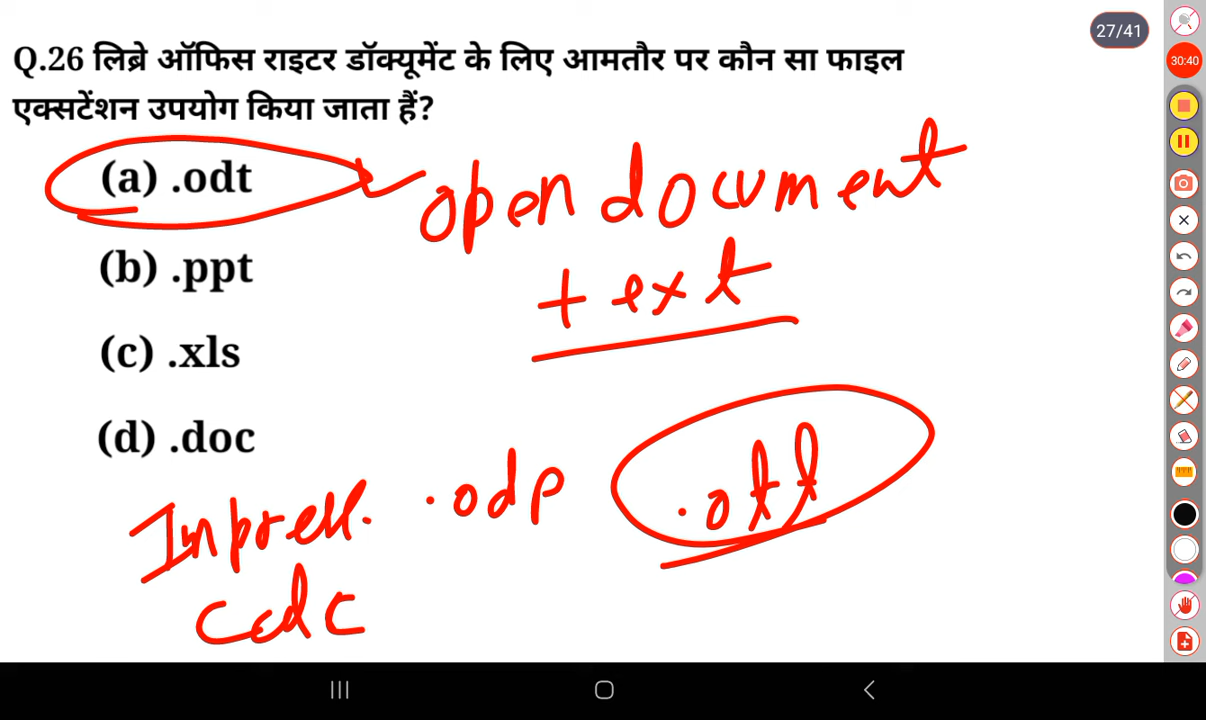 27/41
30:40
Q.26 लिब्रे ऑफिस राइटर डॉक्यूमेंट के लिए आमतौर पर कौन सा फाइल
एक्सटेंशन उपयोग किया जाता हैं?
(a) .odt
open document
text
(b) .ppt
(c) .xls
(d) .doc
Impress.
.odp
.ott